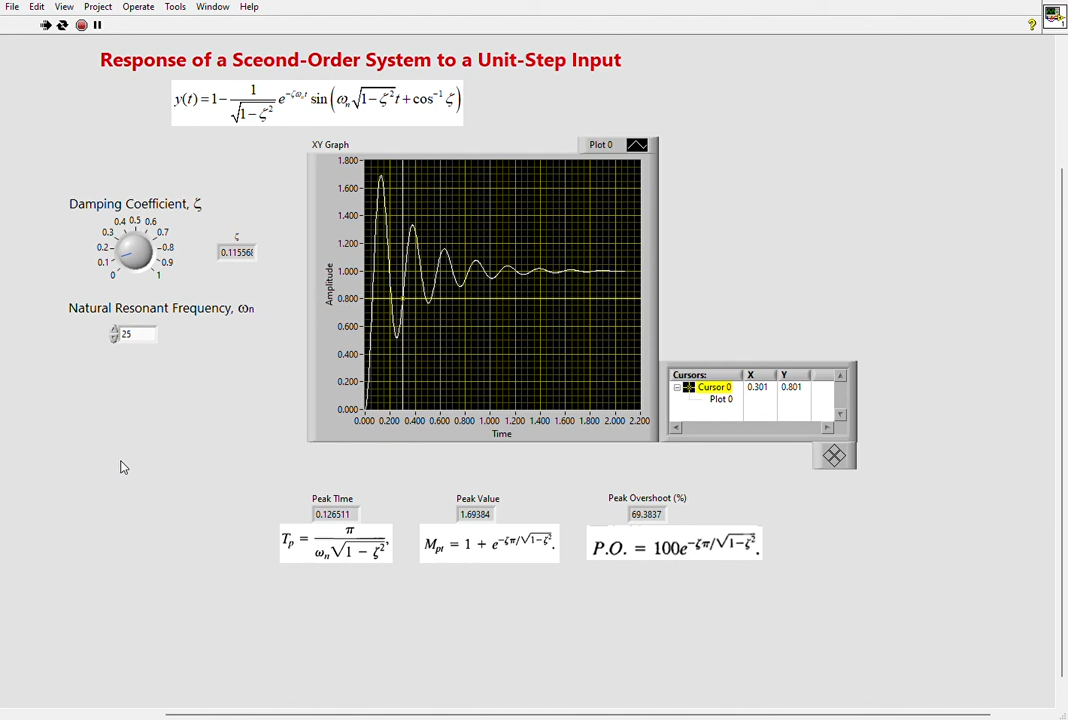 File Edit View Project Operate Tools Window Help
Response of a Sceond-Order System to a Unit-Step Input
y(t)=1−1/√(1−ζ²) e^(−ζωₙt) sin(ωₙ√(1−ζ²)t+cos⁻¹ζ)
XY Graph
Plot 0
1.800
1.600
1.400
1.200
1.000
0.800
0.600
0.400
0.200
0.000
Amplitude
0.000 0.200 0.400 0.600 0.800 1.000 1.200 1.400 1.600 1.800 2.000 2.200
Time
Damping Coefficient, ζ
0 0.1 0.2 0.3 0.4 0.5 0.6 0.7 0.8 0.9 1
ζ
0.11556
Natural Resonant Frequency, ωn
25
Cursors: X Y
Cursor 0 0.301 0.801
Plot 0
Peak TIme
0.126511
Tₚ = π/(ωₙ√(1 − ζ²)),
Peak Value
1.69384
Mₚₜ = 1 + e^(−ζπ/√(1−ζ²)).
Peak Overshoot (%)
69.3837
P.O. = 100e^(−ζπ/√(1−ζ²)).